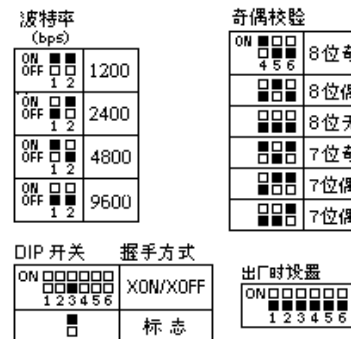 波特率
(bps)
ON
OFF
1 2
1200
ON
OFF
1 2
2400
ON
OFF
1 2
4800
ON
OFF
1 2
9600
奇偶校验
ON
4 5 6
8位奇
8位偶
8位无
7位奇
7位偶
7位偶
DIP 开关 握手方式
ON
1 2 3 4 5 6
XON/XOFF
标 志
出厂时设置
ON
1 2 3 4 5 6